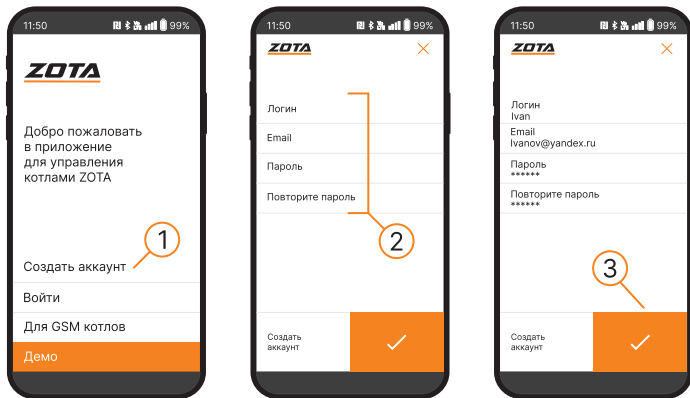 11:50
99%
ZOTA
Добро пожаловать
в приложение
для управления
котлами ZOTA
1
Создать аккаунт
Войти
Для GSM котлов
Демо
11:50
99%
ZOTA
Логин
Email
Пароль
Повторите пароль
2
Создать
аккаунт
11:50
99%
ZOTA
Логин
Ivan
Email
Ivanov@yandex.ru
Пароль
******
Повторите пароль
******
3
Создать
аккаунт